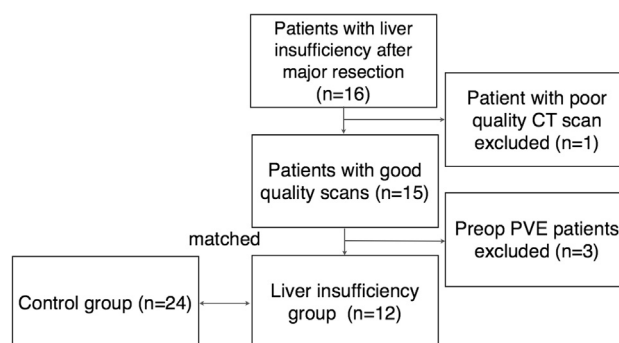 Patients with liver
insufficiency after
major resection
(n=16)
Patient with poor
quality CT scan
excluded (n=1)
Patients with good
quality scans (n=15)
Preop PVE patients
excluded (n=3)
matched
Control group (n=24)
Liver insufficiency
group (n=12)